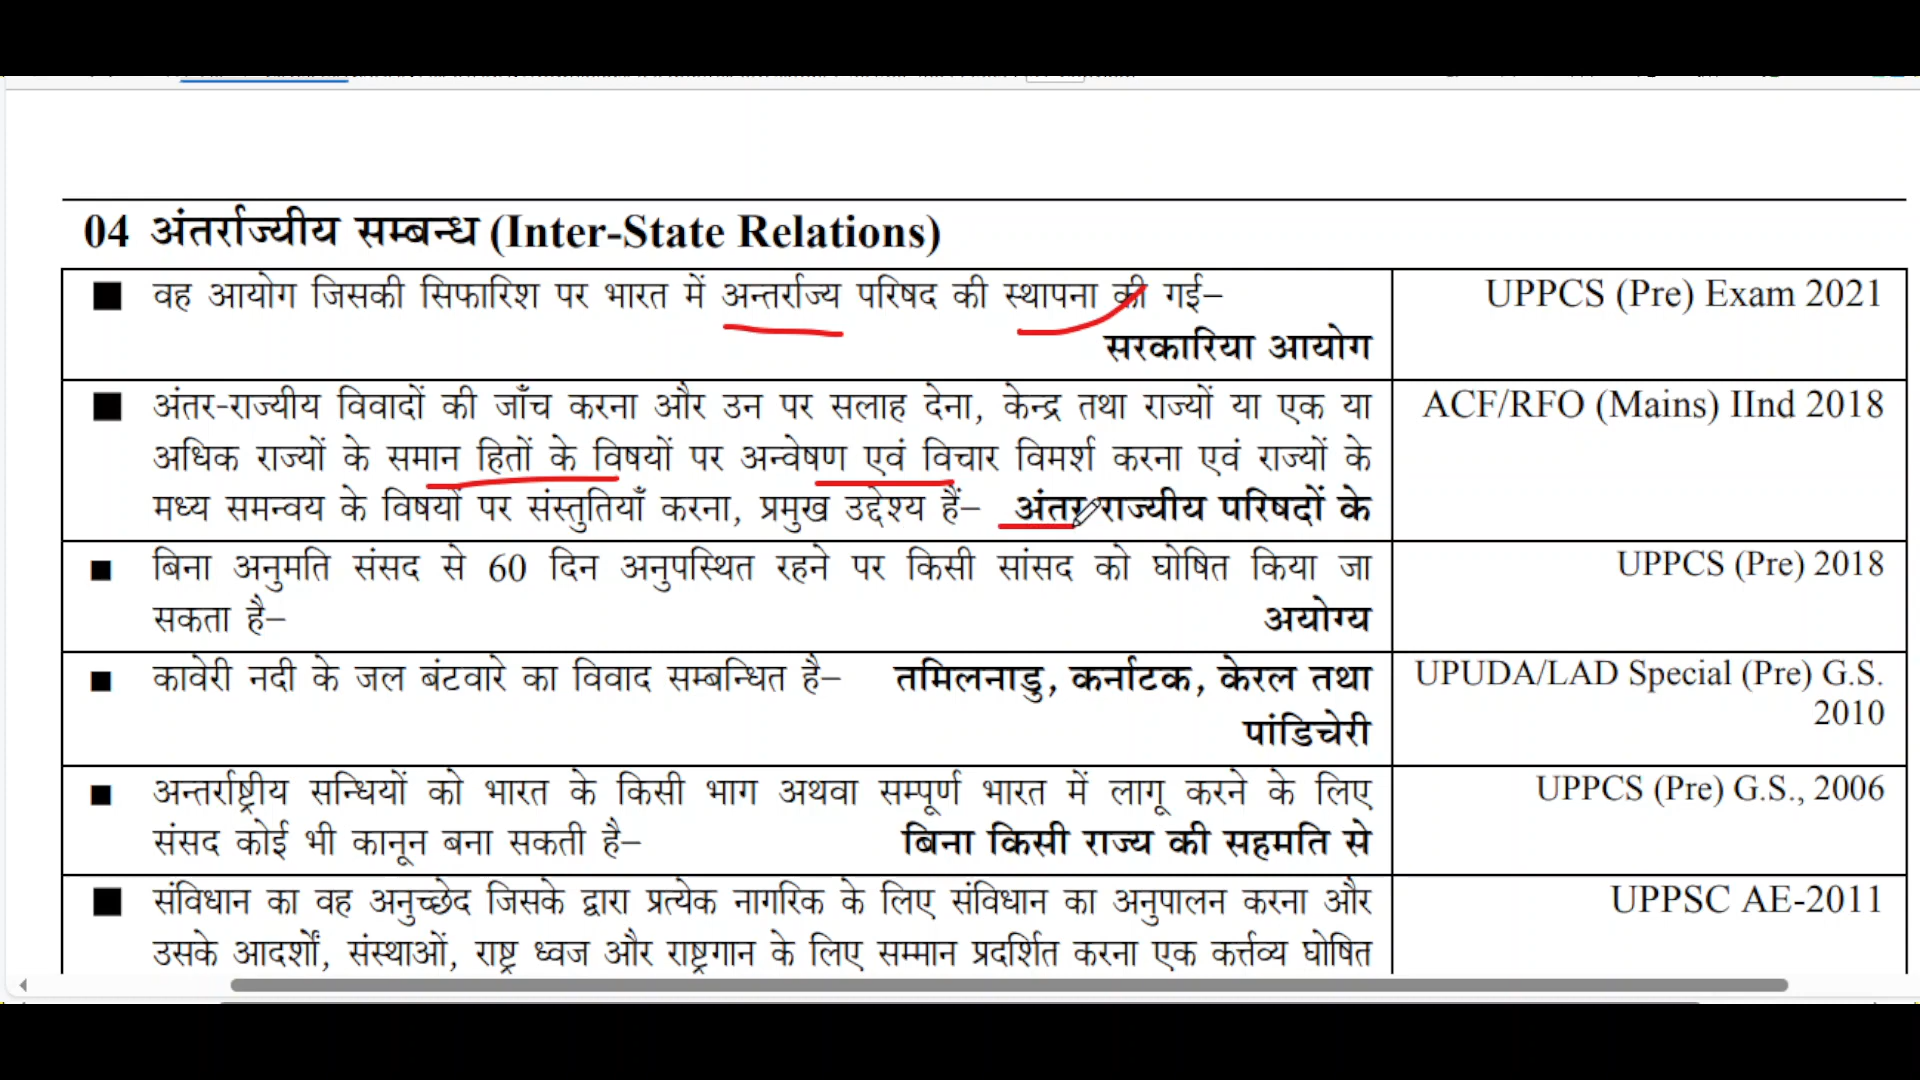 04 अंतर्राज्यीय सम्बन्ध (Inter-State Relations)
■ वह आयोग जिसकी सिफारिश पर भारत में अन्तर्राज्य परिषद की स्थापना की गई– UPPCS (Pre) Exam 2021
सरकारिया आयोग
■ अंतर-राज्यीय विवादों की जाँच करना और उन पर सलाह देना, केन्द्र तथा राज्यों या एक या ACF/RFO (Mains) IInd 2018
अधिक राज्यों के समान हितों के विषयों पर अन्वेषण एवं विचार विमर्श करना एवं राज्यों के
मध्य समन्वय के विषयों पर संस्तुतियाँ करना, प्रमुख उद्देश्य हैं– अंतर राज्यीय परिषदों के
■ बिना अनुमति संसद से 60 दिन अनुपस्थित रहने पर किसी सांसद को घोषित किया जा UPPCS (Pre) 2018
सकता है– अयोग्य
■ कावेरी नदी के जल बंटवारे का विवाद सम्बन्धित है– तमिलनाडु, कर्नाटक, केरल तथा UPUDA/LAD Special (Pre) G.S.
पांडिचेरी 2010
■ अन्तर्राष्ट्रीय सन्धियों को भारत के किसी भाग अथवा सम्पूर्ण भारत में लागू करने के लिए UPPCS (Pre) G.S., 2006
संसद कोई भी कानून बना सकती है– बिना किसी राज्य की सहमति से
■ संविधान का वह अनुच्छेद जिसके द्वारा प्रत्येक नागरिक के लिए संविधान का अनुपालन करना और UPPSC AE-2011
उसके आदर्शों, संस्थाओं, राष्ट्र ध्वज और राष्ट्रगान के लिए सम्मान प्रदर्शित करना एक कर्त्तव्य घोषित